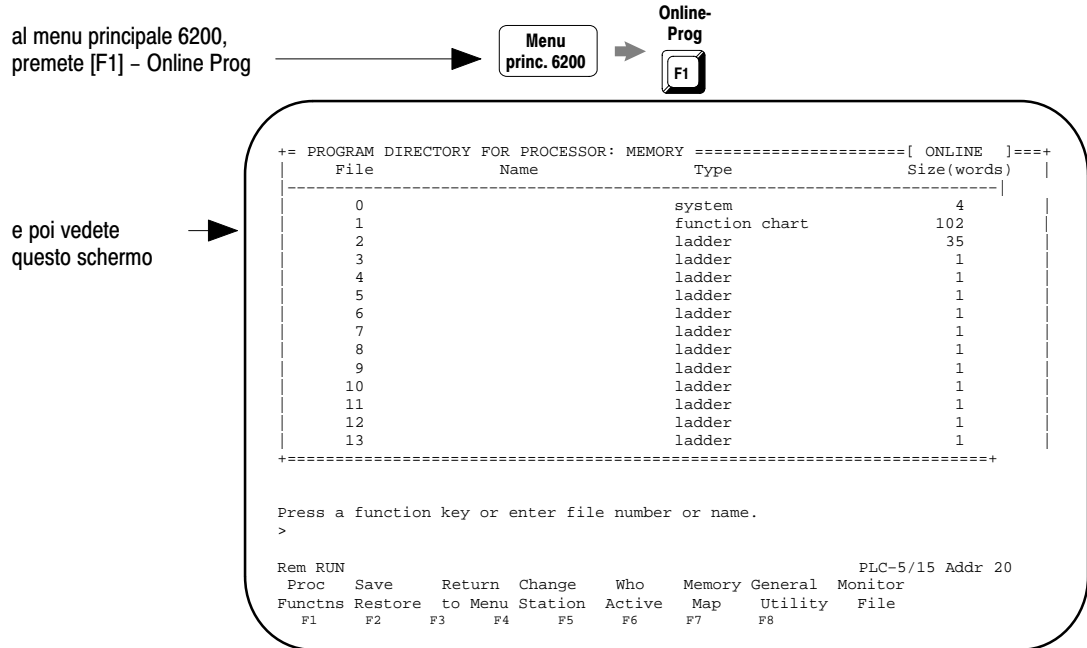 al menu principale 6200,
premete [F1] – Online Prog
Menu
princ. 6200
Online-
Prog
F1
e poi vedete
questo schermo
+= PROGRAM DIRECTORY FOR PROCESSOR: MEMORY ======================[ ONLINE ]===+
| File Name Type Size(words) |
|--------------------------------------------------------------------------|
| 0 system 4 |
| 1 function chart 102 |
| 2 ladder 35 |
| 3 ladder 1 |
| 4 ladder 1 |
| 5 ladder 1 |
| 6 ladder 1 |
| 7 ladder 1 |
| 8 ladder 1 |
| 9 ladder 1 |
| 10 ladder 1 |
| 11 ladder 1 |
| 12 ladder 1 |
| 13 ladder 1 |
+=========================================================================+
Press a function key or enter file number or name.
>
Rem RUN PLC–5/15 Addr 20
Proc Save Return Change Who Memory General Monitor
Functns Restore to Menu Station Active Map Utility File
F1 F2 F3 F4 F5 F6 F7 F8